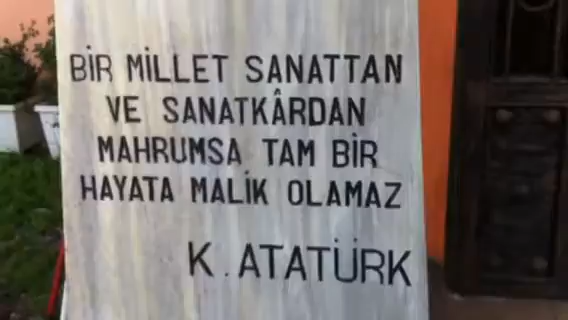 BİR MİLLET SANATTAN
VE SANATKÂRDAN
MAHRUMSA TAM BİR
HAYATA MALİK OLAMAZ
K. ATATÜRK